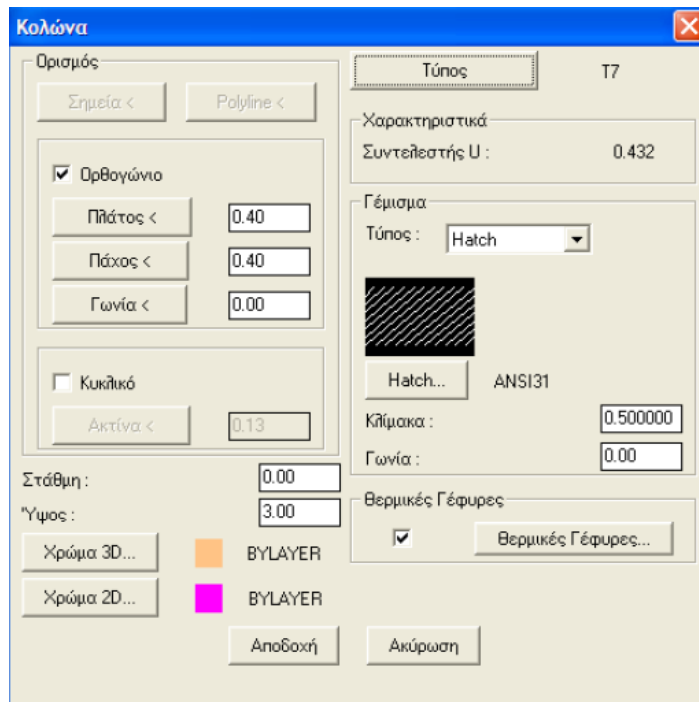 Κολώνα
Ορισμός
Σημεία <
Polyline <
Ορθογώνιο
Πλάτος <
0.40
Πάχος <
0.40
Γωνία <
0.00
Κυκλικό
Ακτίνα <
0.13
Στάθμη :
0.00
Ύψος :
3.00
Χρώμα 3D...
BYLAYER
Χρώμα 2D...
BYLAYER
Τύπος
T7
Χαρακτηριστικά
Συντελεστής U :
0.432
Γέμισμα
Τύπος :
Hatch
Hatch...
ANSI31
Κλίμακα :
0.500000
Γωνία :
0.00
Θερμικές Γέφυρες
Θερμικές Γέφυρες...
Αποδοχή
Ακύρωση